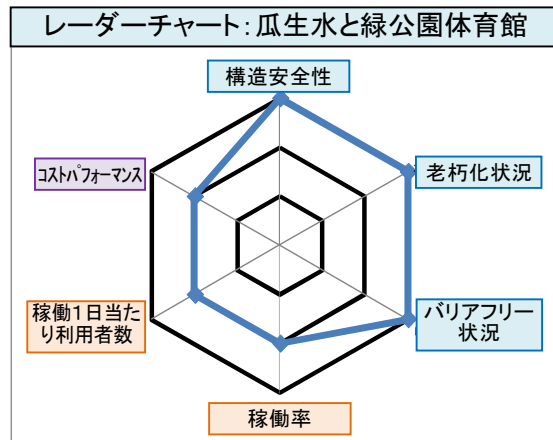 レーダーチャート：瓜生水と緑公園体育館
構造安全性
ｺｽﾄﾊﾟﾌｫｰﾏﾝｽ
老朽化状況
稼働１日当た
り利用者数
バリアフリー
状況
稼働率